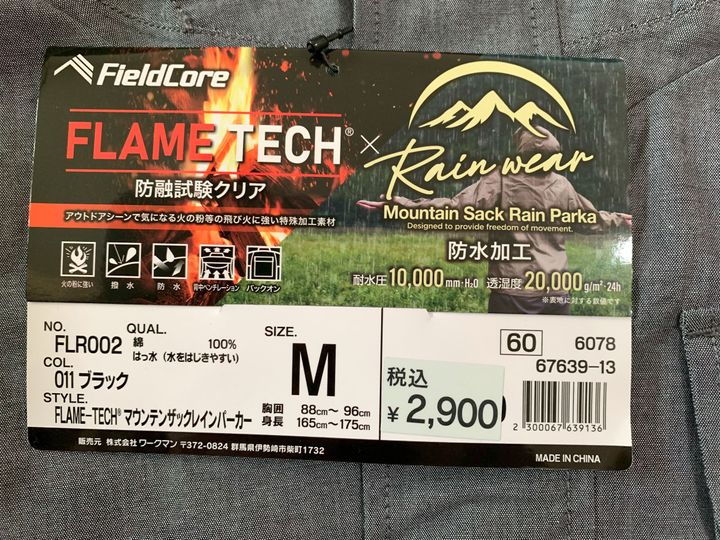 FieldCore
FLAME TECH®
防融試験クリア
アウトドアシーンで気になる火の粉等の飛び火に強い特殊加工素材
火の粉に強い 撥水 防水 背中ベンチレーション バックオン
×
Rain wear
Mountain Sack Rain Parka
Designed to provide freedom of movement.
防水加工
耐水圧 10,000mm・H₂O 透湿度 20,000g/m²・24h
※表地に対する数値です
NO.
FLR002
COL.
011 ブラック
QUAL.
綿 100%
はっ水（水をはじきやすい）
STYLE.
FLAME-TECH® マウンテンザックレインパーカー
SIZE.
M
胸囲 88cm～ 96cm
身長 165cm～175cm
60 6078
67639-13
税込
¥2,900
2 300067 639136
販売元 株式会社 ワークマン 〒372-0824 群馬県伊勢崎市柴町1732
MADE IN CHINA